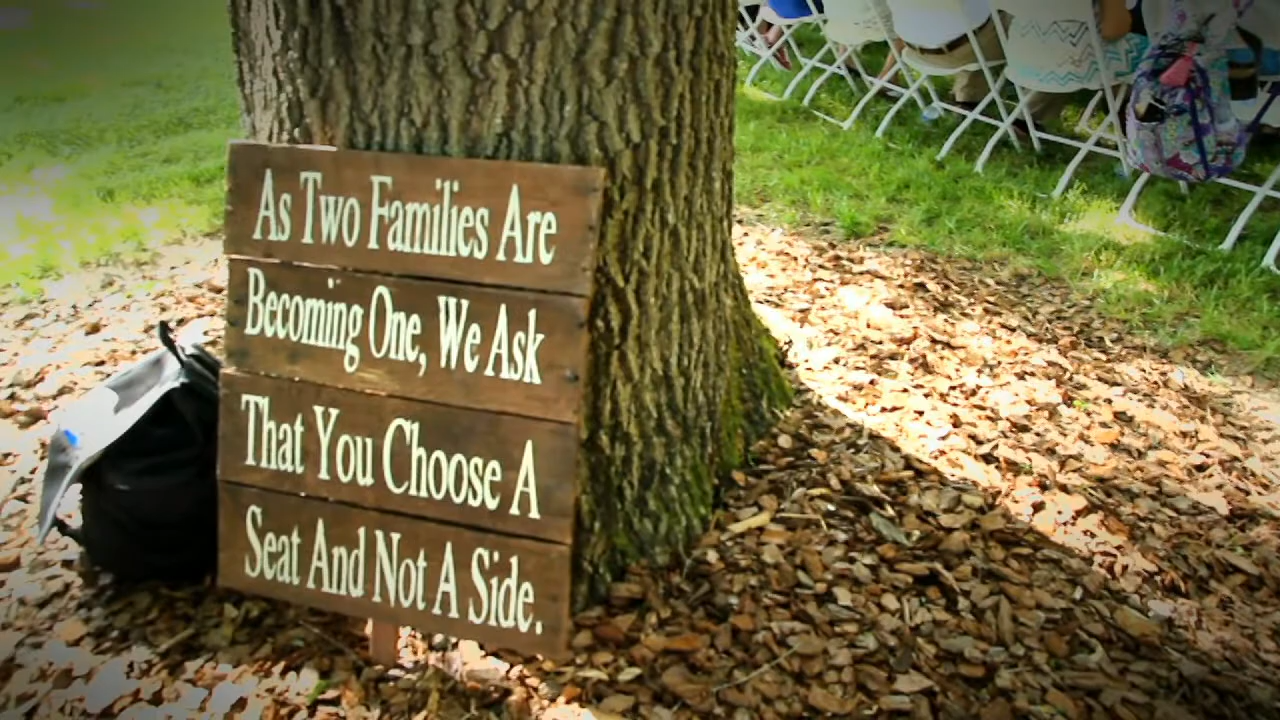 As Two Families Are
Becoming One, We Ask
That You Choose A
Seat And Not A Side.